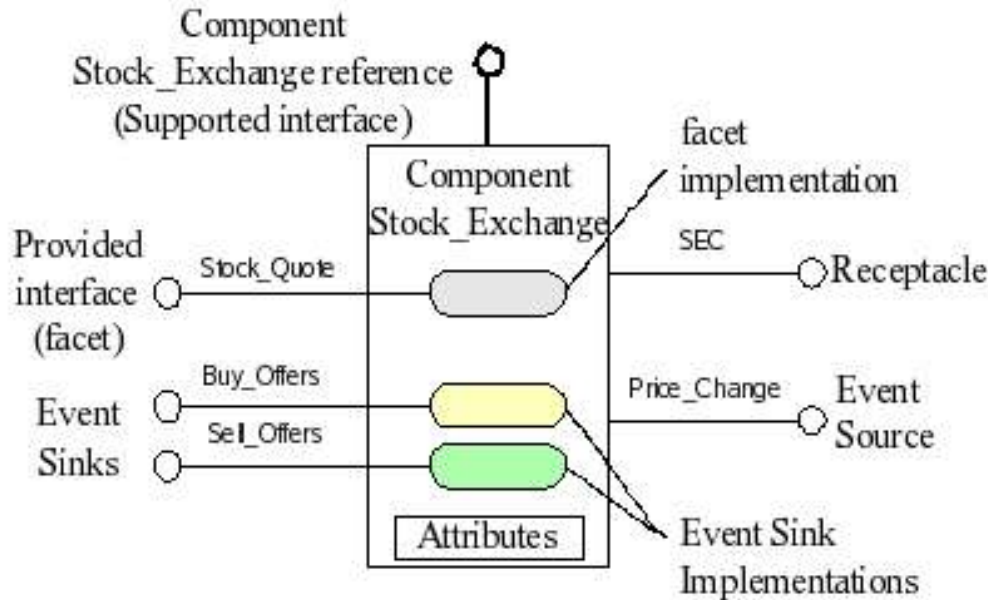 Component
Stock_Exchange reference
(Supported interface)
facet
implementation
Component
Stock_Exchange
SEC
Receptacle
Provided
interface
(facet)
Stock_Quote
Buy_Offers
Event
Sinks
Sell_Offers
Price_Change
Event
Source
Attributes
Event Sink
Implementations